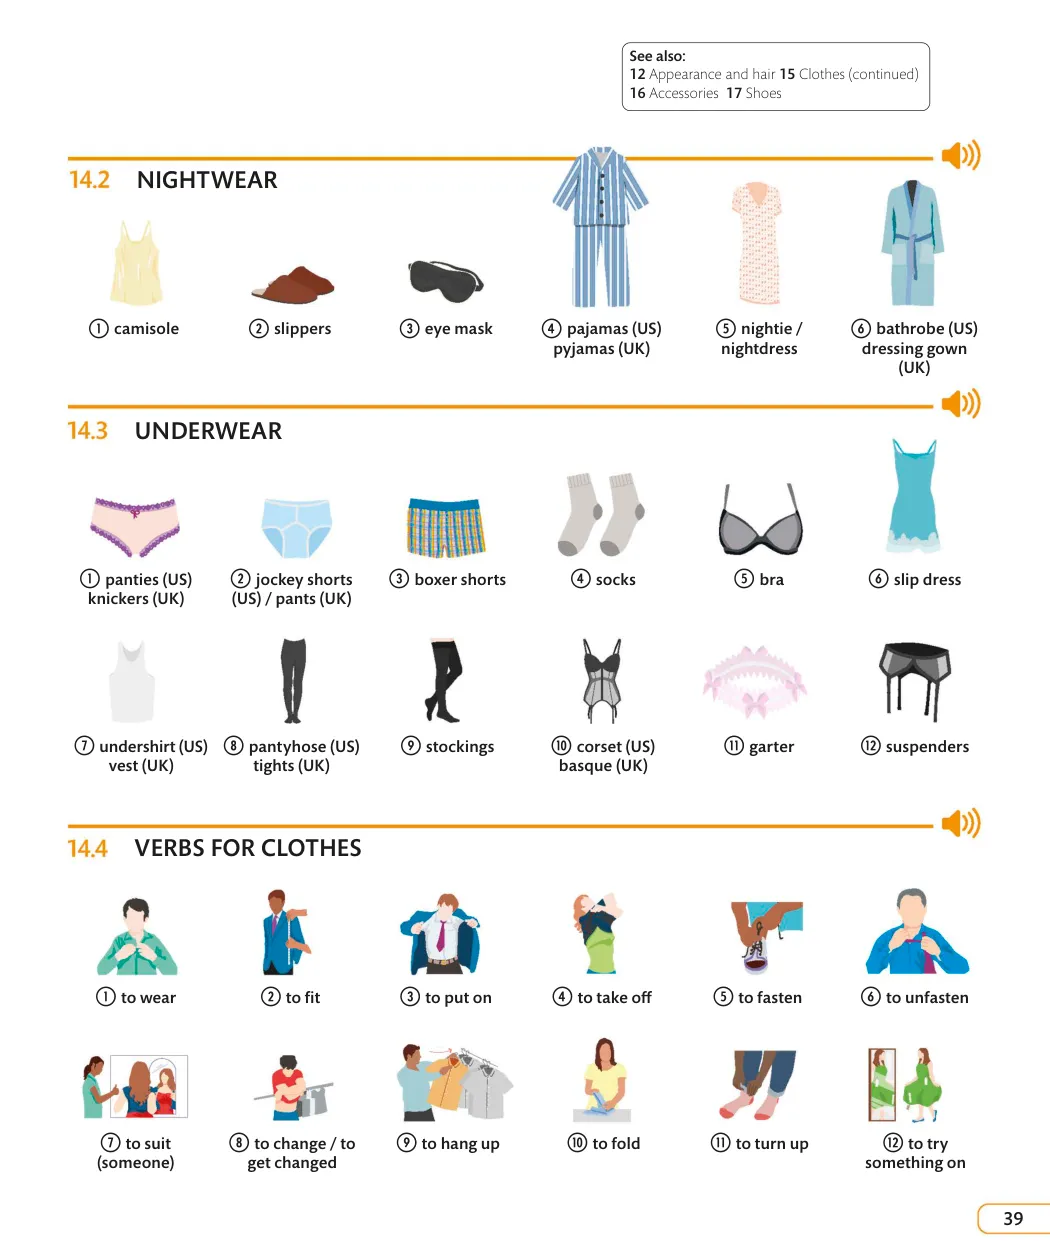 See also:
12 Appearance and hair 15 Clothes (continued)
16 Accessories 17 Shoes
14.2 NIGHTWEAR
1 camisole
2 slippers
3 eye mask
4 pajamas (US)
pyjamas (UK)
5 nightie /
nightdress
6 bathrobe (US)
dressing gown
(UK)
14.3 UNDERWEAR
1 panties (US)
knickers (UK)
2 jockey shorts
(US) / pants (UK)
3 boxer shorts
4 socks
5 bra
6 slip dress
7 undershirt (US)
vest (UK)
8 pantyhose (US)
tights (UK)
9 stockings
10 corset (US)
basque (UK)
11 garter
12 suspenders
14.4 VERBS FOR CLOTHES
1 to wear
2 to fit
3 to put on
4 to take off
5 to fasten
6 to unfasten
7 to suit
(someone)
8 to change / to
get changed
9 to hang up
10 to fold
11 to turn up
12 to try
something on
39